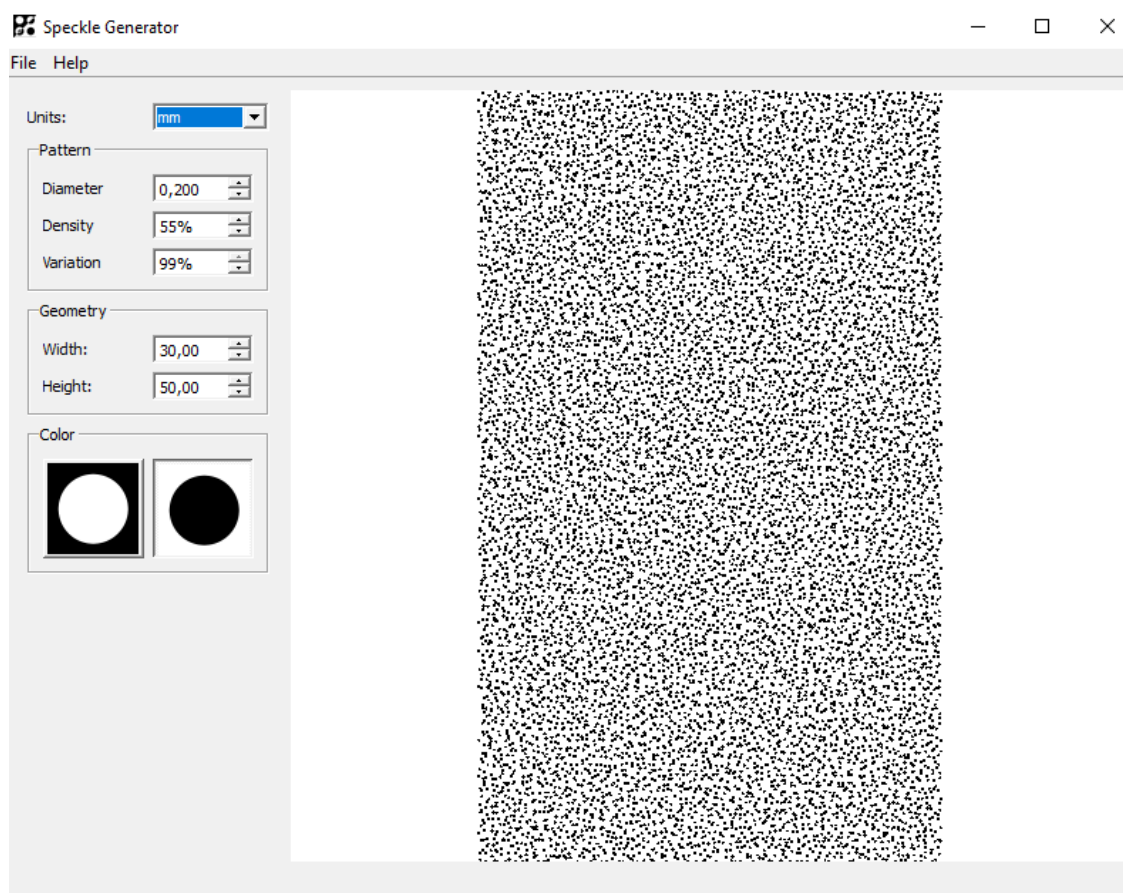 Speckle Generator
File Help
Units: mm
Pattern
Diameter 0,200
Density 55%
Variation 99%
Geometry
Width: 30,00
Height: 50,00
Color